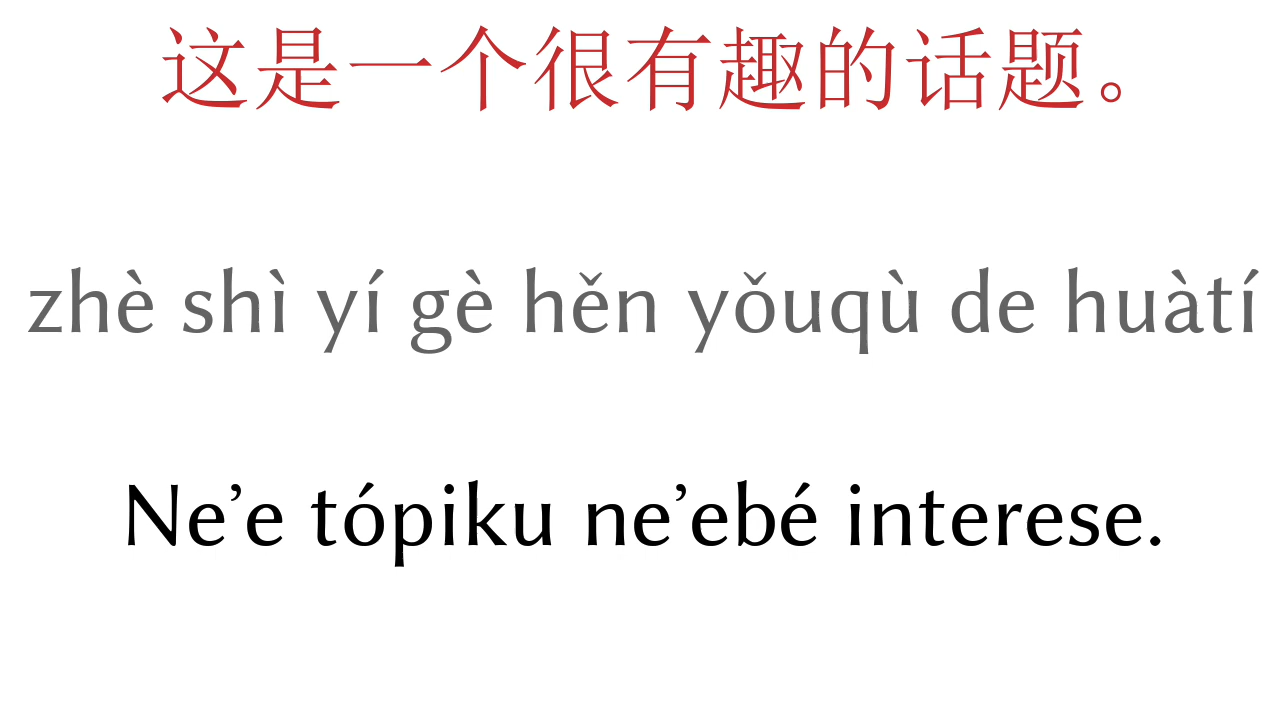 这是一个很有趣的话题。
zhè shì yí gè hěn yǒuqù de huàtí
Ne’e tópiku ne’ebé interese.